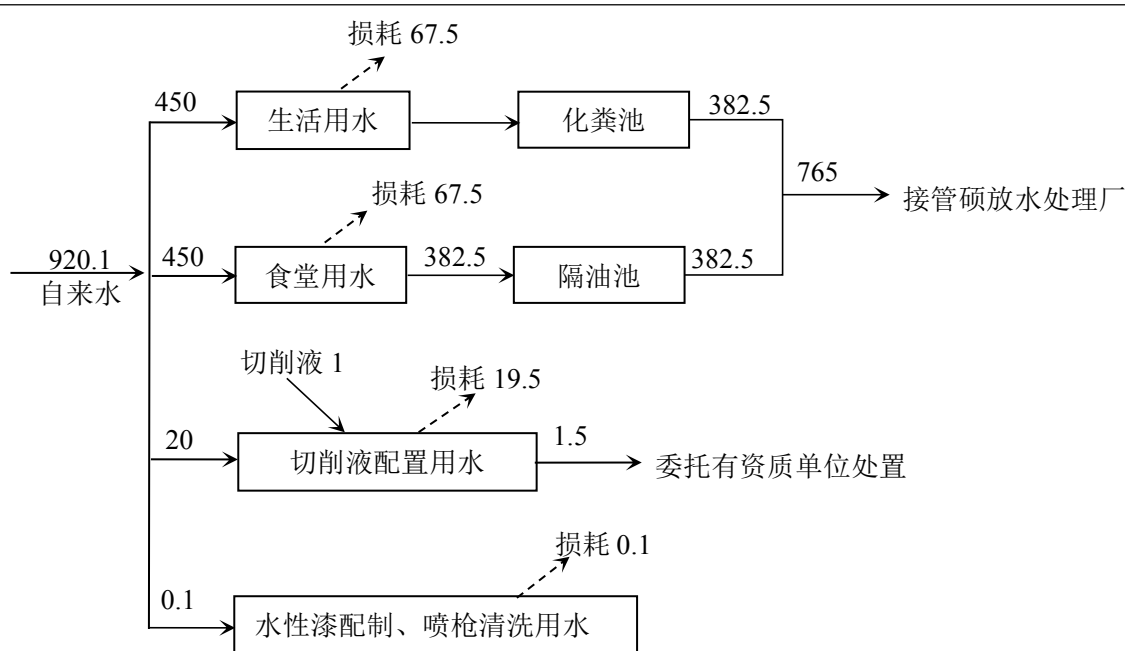 损耗 67.5
450
生活用水
化粪池
382.5
765
接管硕放水处理厂
损耗 67.5
920.1
自来水
450
食堂用水
382.5
隔油池
382.5
切削液 1
损耗 19.5
20
切削液配置用水
1.5
委托有资质单位处置
损耗 0.1
0.1
水性漆配制、喷枪清洗用水